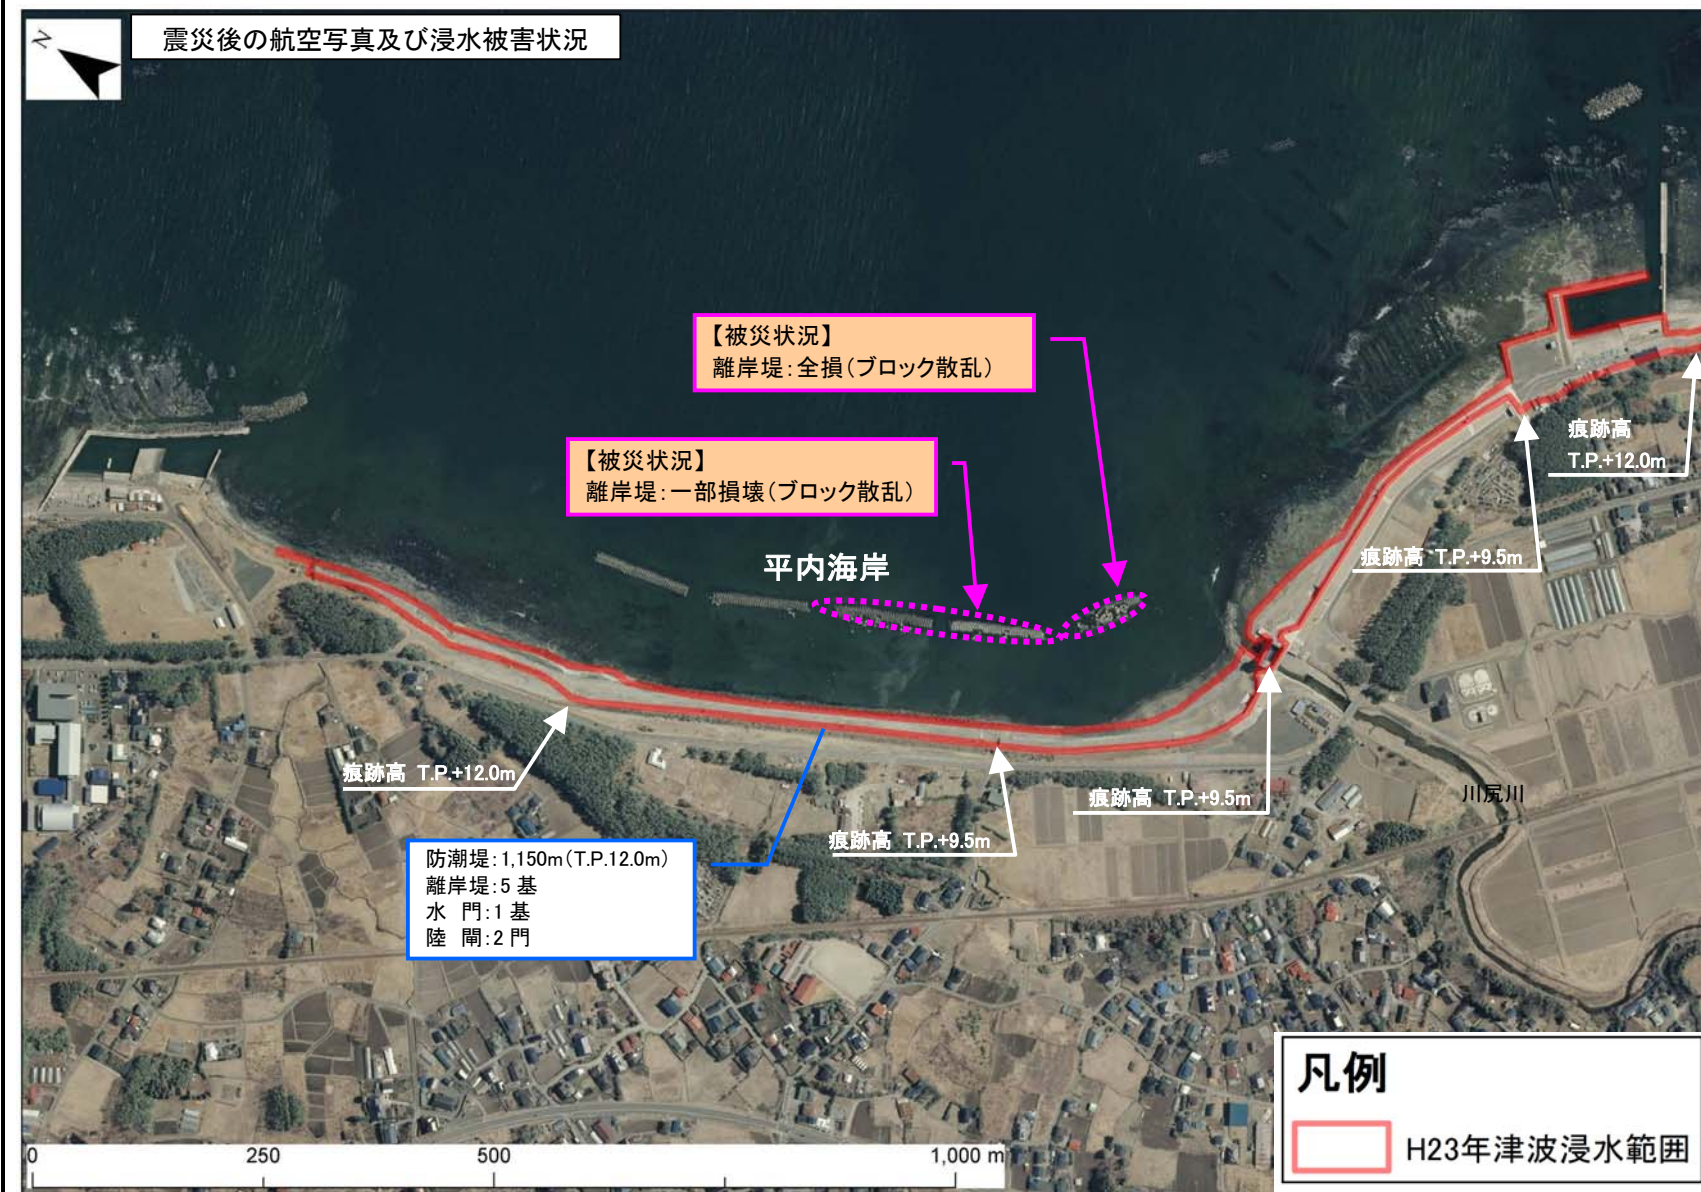 N
震災後の航空写真及び浸水被害状況
【被災状況】
離岸堤:全損(ブロック散乱)
【被災状況】
離岸堤:一部損壊(ブロック散乱)
平内海岸
痕跡高
T.P.+12.0m
痕跡高 T.P.+9.5m
痕跡高 T.P.+12.0m
痕跡高 T.P.+9.5m
痕跡高 T.P.+9.5m
川尻川
防潮堤:1,150m(T.P.12.0m)
離岸堤:5 基
水 門:1 基
陸 閘:2 門
凡例
H23年津波浸水範囲
0 250 500 1,000 m